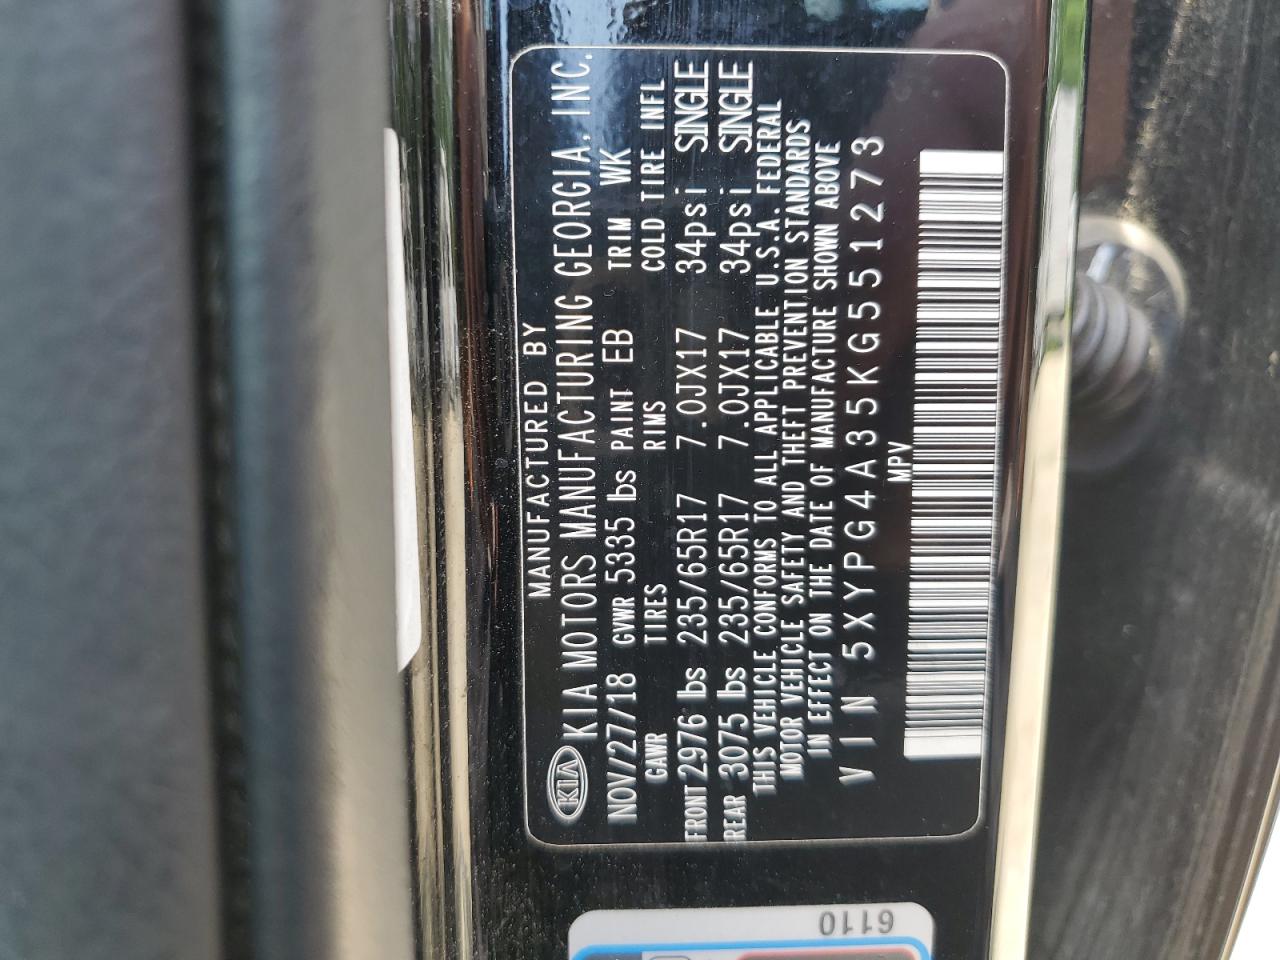 MANUFACTURED BY
KIA KIA MOTORS MANUFACTURING GEORGIA, INC.
NOV/27/18 GVWR 5335 lbs PAINT EB TRIM WK
GAWR TIRES RIMS COLD TIRE INFL
FRONT 2976 lbs 235/65R17 7.0JX17 34psi SINGLE
REAR 3075 lbs 235/65R17 7.0JX17 34psi SINGLE
THIS VEHICLE CONFORMS TO ALL APPLICABLE U.S.A. FEDERAL
MOTOR VEHICLE SAFETY AND THEFT PREVENTION STANDARDS
IN EFFECT ON THE DATE OF MANUFACTURE SHOWN ABOVE
VIN 5XYPG4A35KG551273
MPV
6110